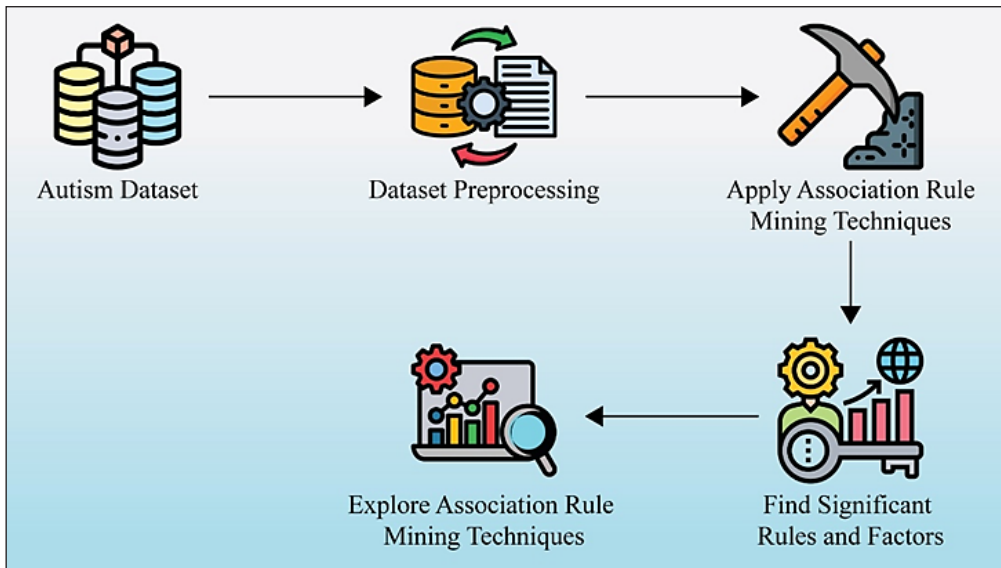 Autism Dataset
Dataset Preprocessing
Apply Association Rule
Mining Techniques
Find Significant
Rules and Factors
Explore Association Rule
Mining Techniques